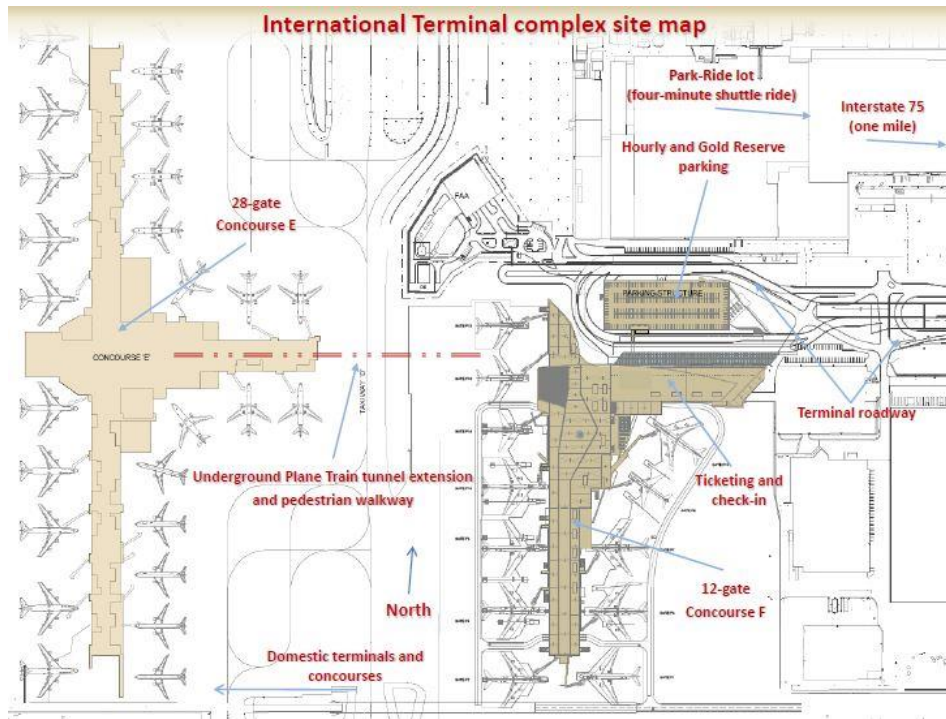 International Terminal complex site map
Park-Ride lot
(four-minute shuttle ride)
Interstate 75
(one mile)
Hourly and Gold Reserve
parking
28-gate
Concourse E
FAA
PARKING STRUCTURE
CONCOURSE 'E'
TAXIWAY 'D'
Terminal roadway
Underground Plane Train tunnel extension
and pedestrian walkway
Ticketing and
check-in
North
12-gate
Concourse F
Domestic terminals and
concourses